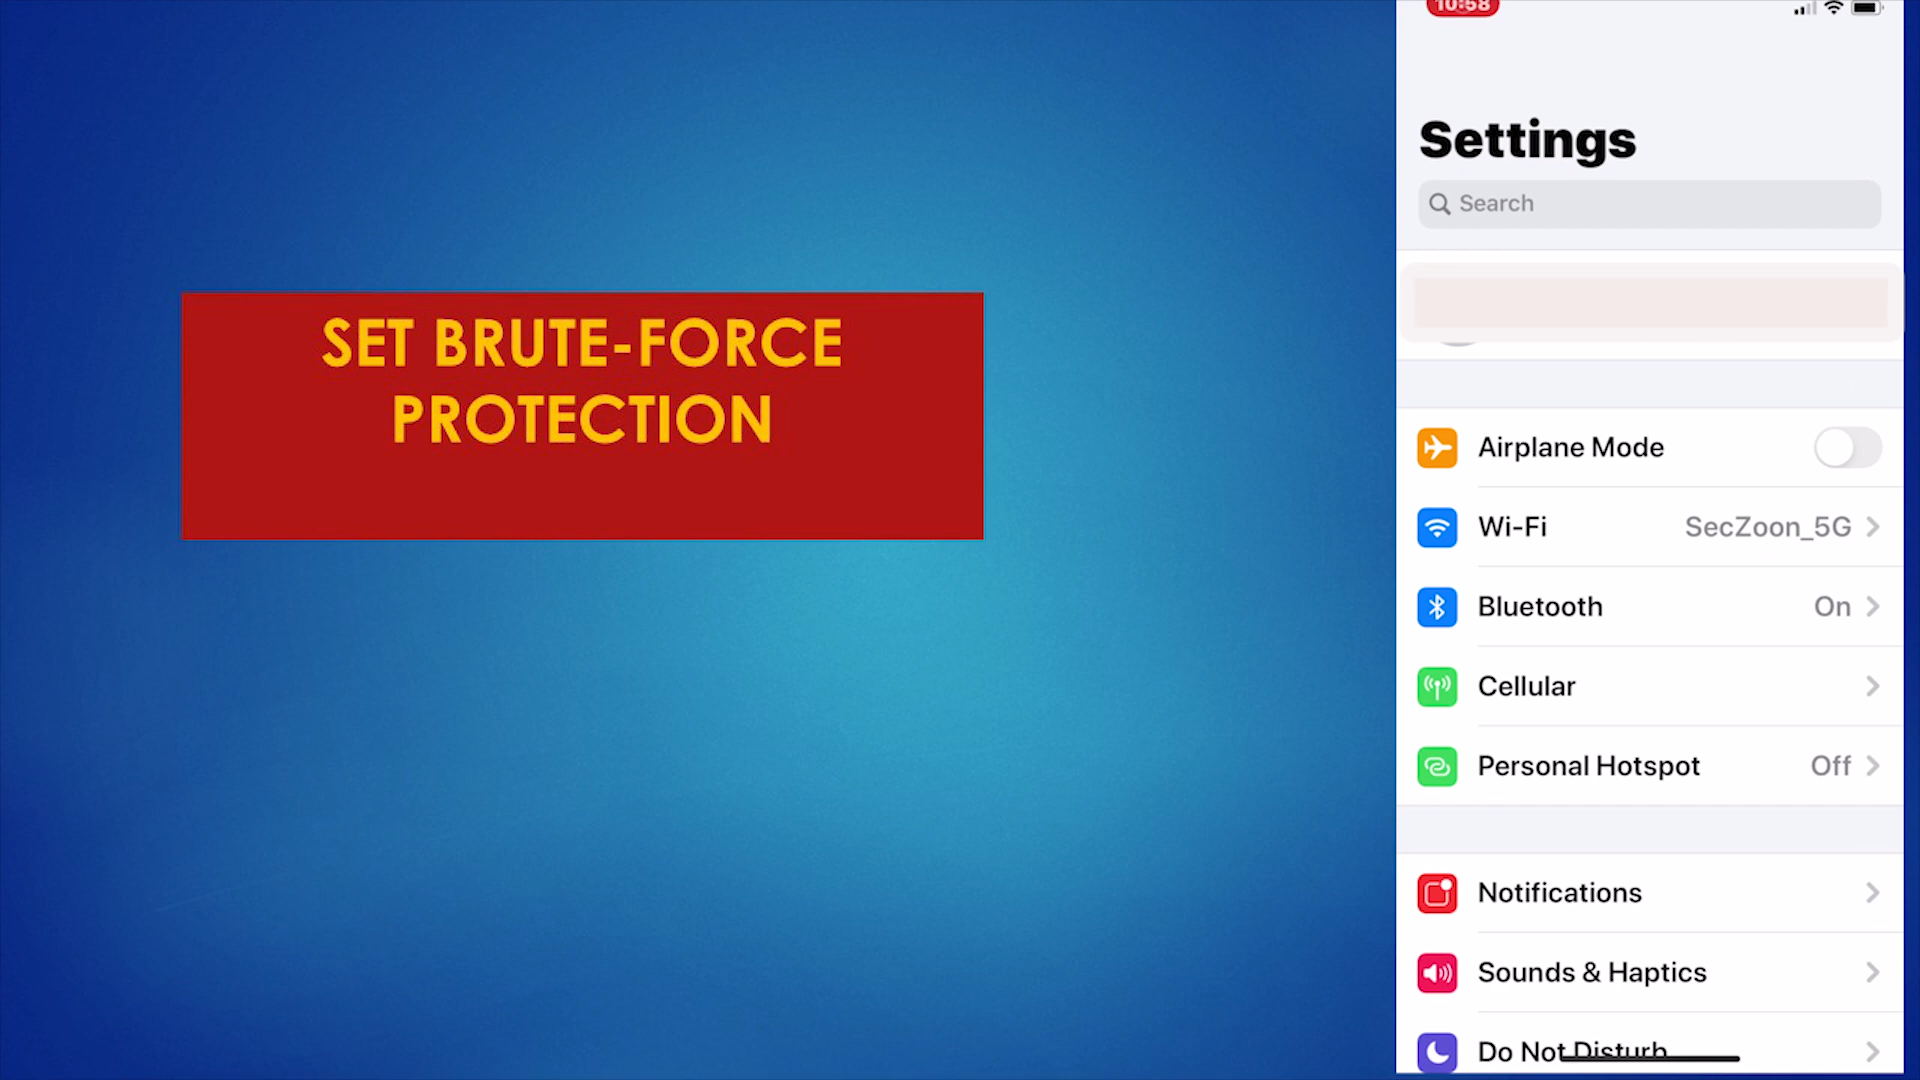 SET BRUTE-FORCE
PROTECTION
10:58
Settings
Search
Airplane Mode
Wi-Fi SecZoon_5G
Bluetooth On
Cellular
Personal Hotspot Off
Notifications
Sounds & Haptics
Do Not Disturb